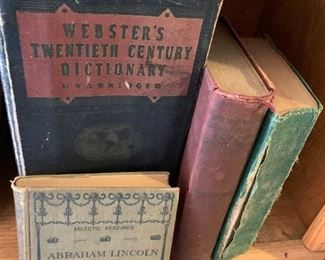 WEBSTER'S
TWENTIETH CENTURY
DICTIONARY
UNABRIDGED
ECLECTIC READINGS
ABRAHAM LINCOLN